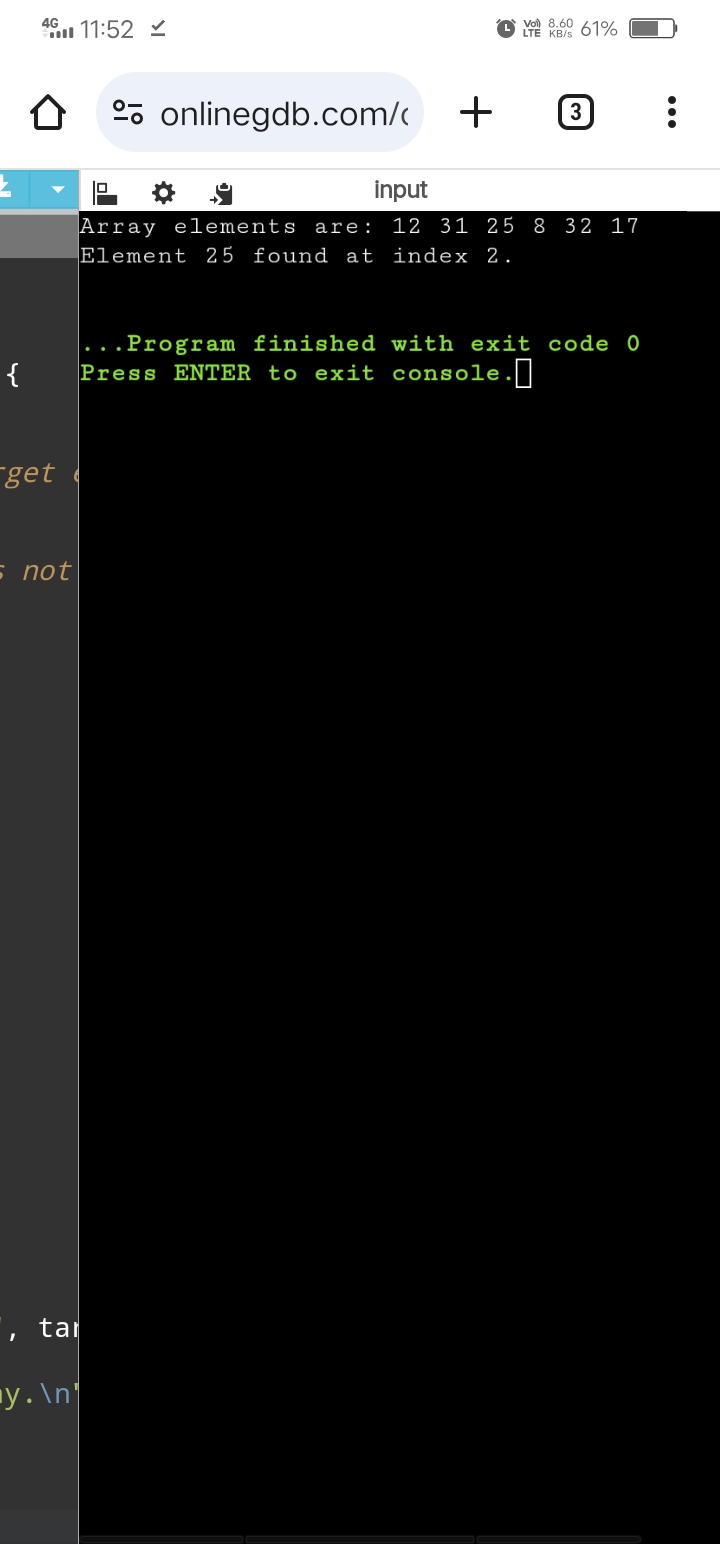 4G 11:52 Vo) LTE 8.60 KB/s 61%
onlinegdb.com/ 3
input
Array elements are: 12 31 25 8 32 17
Element 25 found at index 2.
...Program finished with exit code 0
{
Press ENTER to exit console.
rget
s not
, tar
y.\n"